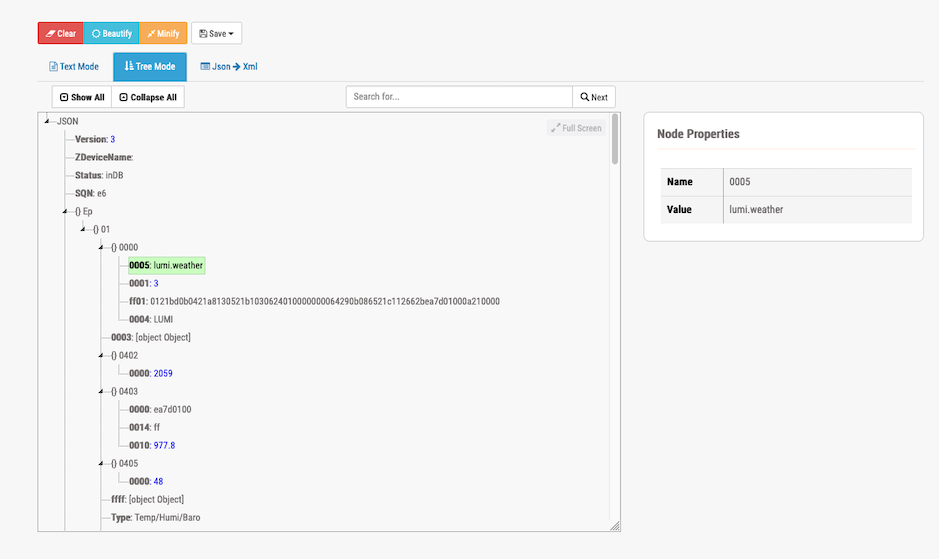 Clear Beautify Minify Save
Text Mode Tree Mode Json Xml
Show All Collapse All Search for... Next
JSON Full Screen
Version: 3
ZDeviceName:
Status: inDB
SQN: e6
{} Ep
{} 01
{} 0000
0005: lumi.weather
0001: 3
ff01: 0121bd0b0421a8130521b1030624010000000064290b086521c112662bea7d01000a210000
0004: LUMI
0003: [object Object]
{} 0402
0000: 2059
{} 0403
0000: ea7d0100
0014: ff
0010: 977.8
{} 0405
0000: 48
ffff: [object Object]
Type: Temp/Humi/Baro
Node Properties
Name 0005
Value lumi.weather